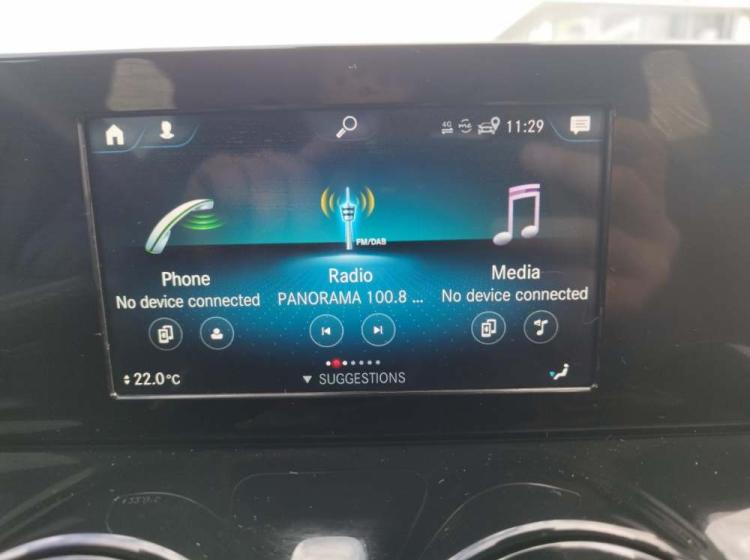 4G me 11:29
FM/DAB
Phone Radio Media
No device connected PANORAMA 100.8 ... No device connected
22.0°C SUGGESTIONS